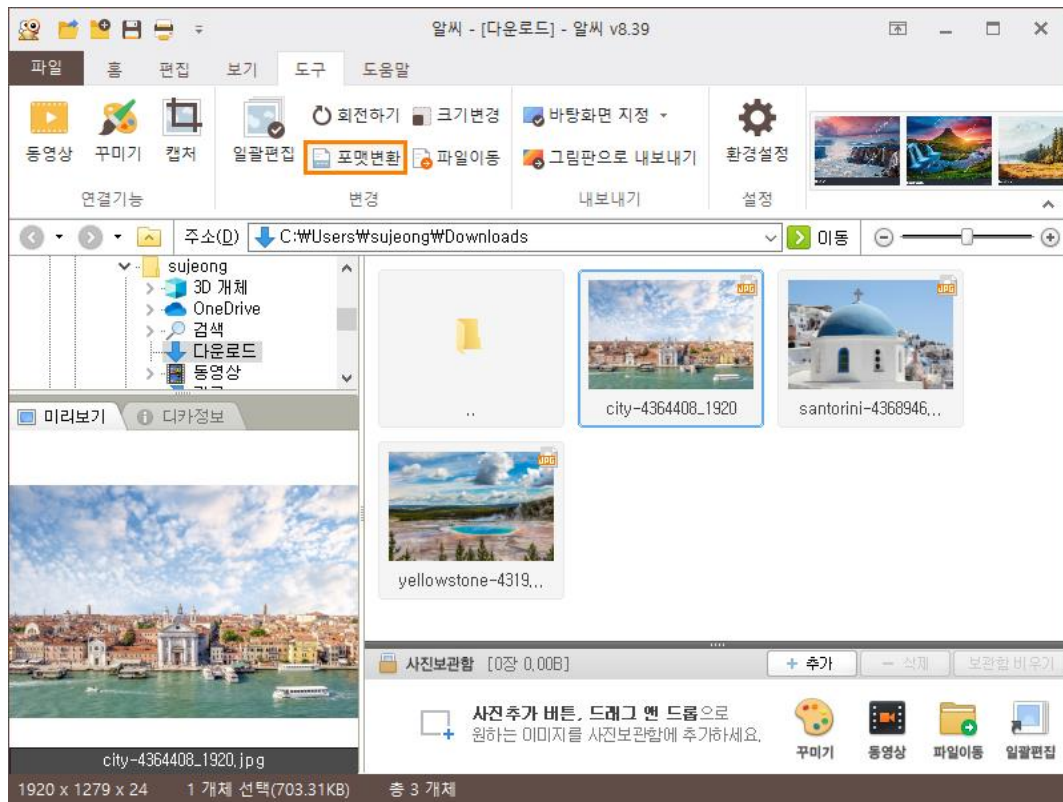 알씨 - [다운로드] - 알씨 v8.39
파일 홈 편집 보기 도구 도움말
동영상 꾸미기 캡처 일괄편집 회전하기 크기변경 바탕화면 지정 환경설정
포맷변환 파일이동 그림판으로 내보내기
연결기능 변경 내보내기 설정
주소(D) C:₩Users₩sujeong₩Downloads 이동
sujeong
3D 개체
OneDrive
검색
다운로드
동영상
미리보기 디카정보
JPG JPG
.. city-4364408_1920 santorini-4368946,..
JPG
yellowstone-4319,..
사진보관함 [0장 0,00B] + 추가 - 삭제 보관함 비우기
사진추가 버튼, 드래그 앤 드롭으로
원하는 이미지를 사진보관함에 추가하세요.
꾸미기 동영상 파일이동 일괄편집
city-4364408_1920.jpg
1920 x 1279 x 24 1 개체 선택(703.31KB) 총 3 개체